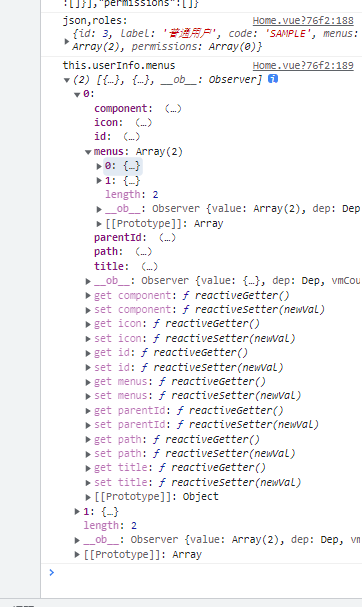 :[]}],"permissions":[]}
json,roles: Home.vue?76f2:188
{id: 3, label: '普通用户', code: 'SAMPLE', menus:
Array(2), permissions: Array(0)}
this.userInfo.menus Home.vue?76f2:189
(2) [{…}, {…}, __ob__: Observer]
0:
component: (…)
icon: (…)
id: (…)
menus: Array(2)
0: {…}
1: {…}
length: 2
__ob__: Observer {value: Array(2), dep: Dep
[[Prototype]]: Array
parentId: (…)
path: (…)
title: (…)
__ob__: Observer {value: {…}, dep: Dep, vmCou
get component: ƒ reactiveGetter()
set component: ƒ reactiveSetter(newVal)
get icon: ƒ reactiveGetter()
set icon: ƒ reactiveSetter(newVal)
get id: ƒ reactiveGetter()
set id: ƒ reactiveSetter(newVal)
get menus: ƒ reactiveGetter()
set menus: ƒ reactiveSetter(newVal)
get parentId: ƒ reactiveGetter()
set parentId: ƒ reactiveSetter(newVal)
get path: ƒ reactiveGetter()
set path: ƒ reactiveSetter(newVal)
get title: ƒ reactiveGetter()
set title: ƒ reactiveSetter(newVal)
[[Prototype]]: Object
1: {…}
length: 2
__ob__: Observer {value: Array(2), dep: Dep, vm
[[Prototype]]: Array